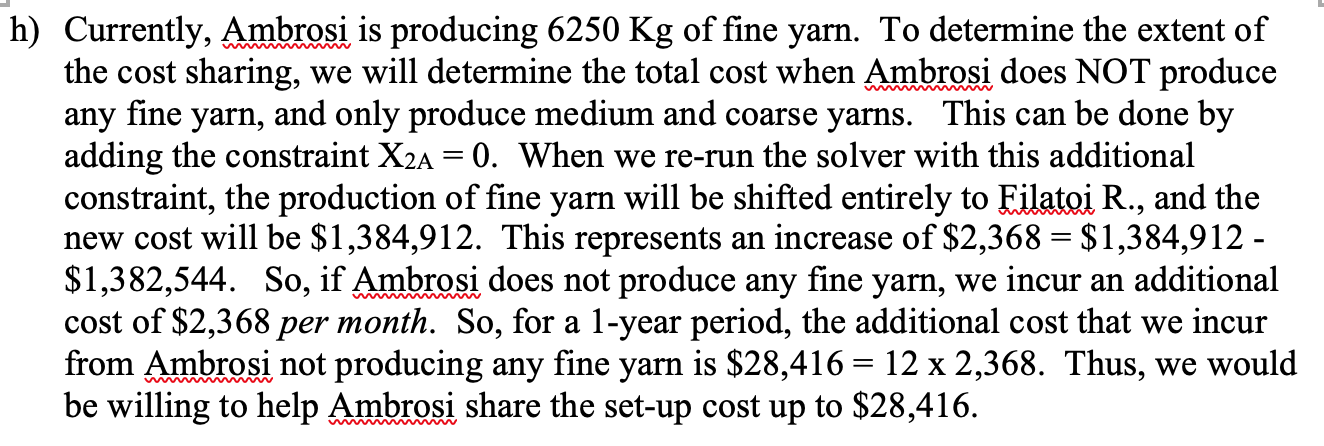 h) Currently, Ambrosi is producing 6250 Kg of fine yarn. To determine the extent of
the cost sharing, we will determine the total cost when Ambrosi does NOT produce
any fine yarn, and only produce medium and coarse yarns. This can be done by
adding the constraint X2A = 0. When we re-run the solver with this additional
constraint, the production of fine yarn will be shifted entirely to Filatoi R., and the
new cost will be $1,384,912. This represents an increase of $2,368 = $1,384,912 -
$1,382,544. So, if Ambrosi does not produce any fine yarn, we incur an additional
cost of $2,368 per month. So, for a 1-year period, the additional cost that we incur
from Ambrosi not producing any fine yarn is $28,416 = 12 x 2,368. Thus, we would
be willing to help Ambrosi share the set-up cost up to $28,416.